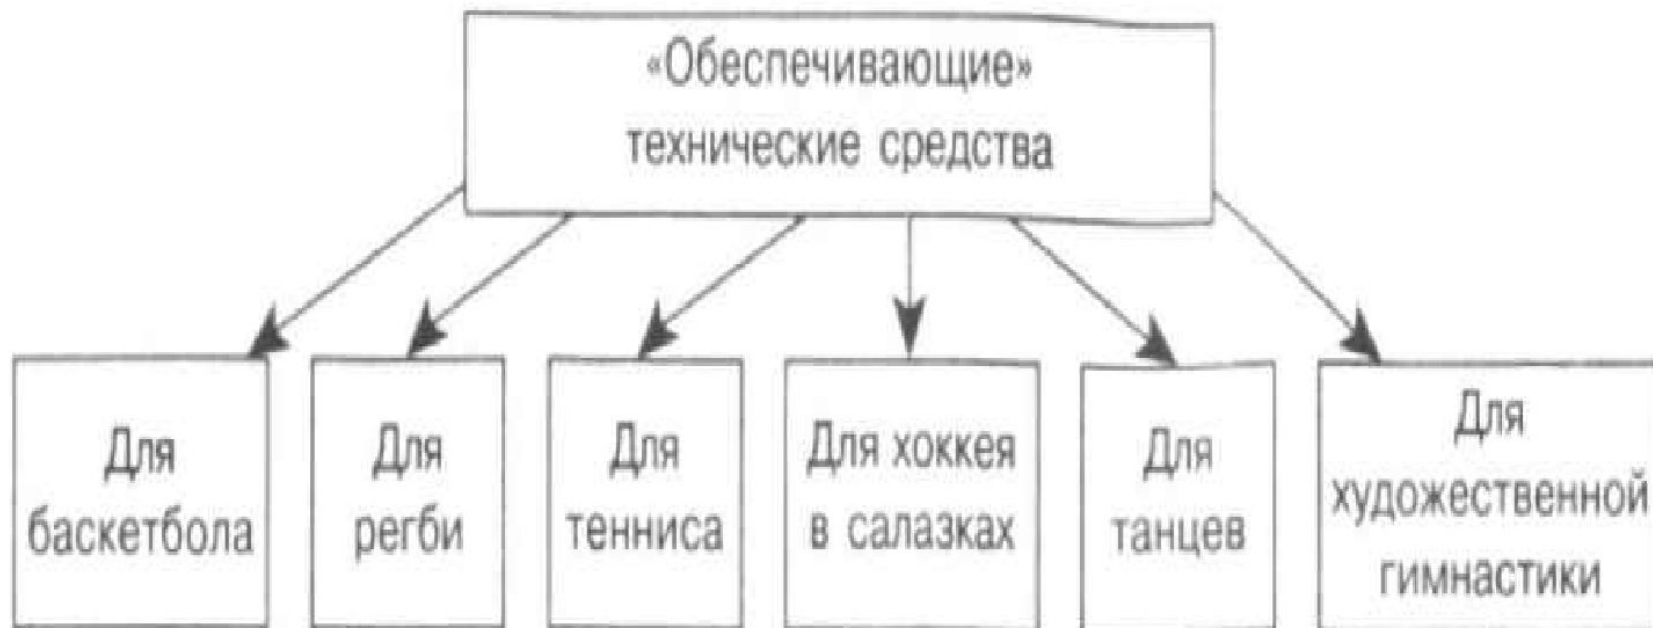 «Обеспечивающие»
технические средства
Для
баскетбола
Для
регби
Для
тенниса
Для хоккея
в салазках
Для
танцев
Для
художественной
гимнастики